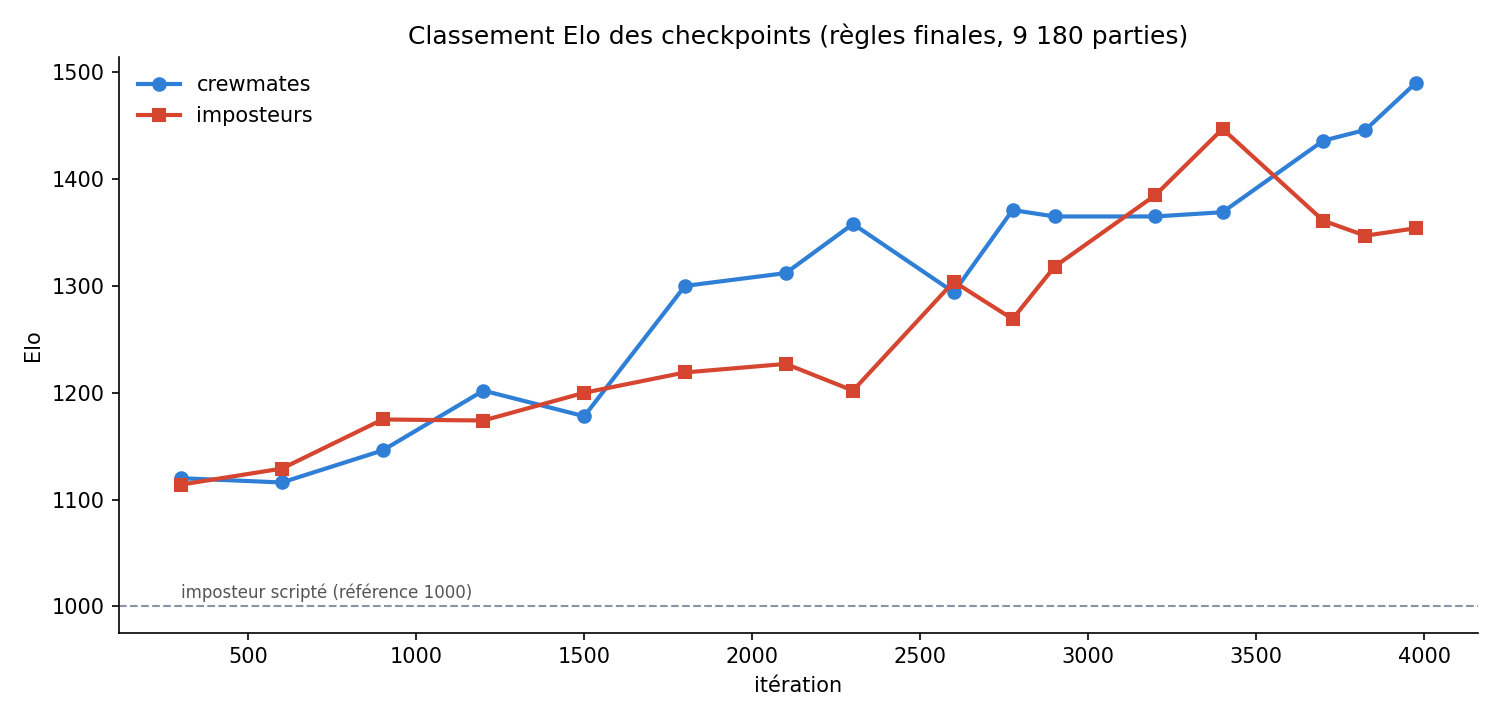 Classement Elo des checkpoints (règles finales, 9 180 parties)
crewmates
imposteurs
1500
1400
1300
1200
1100
1000
Elo
imposteur scripté (référence 1000)
500
1000
1500
2000
2500
3000
3500
4000
itération